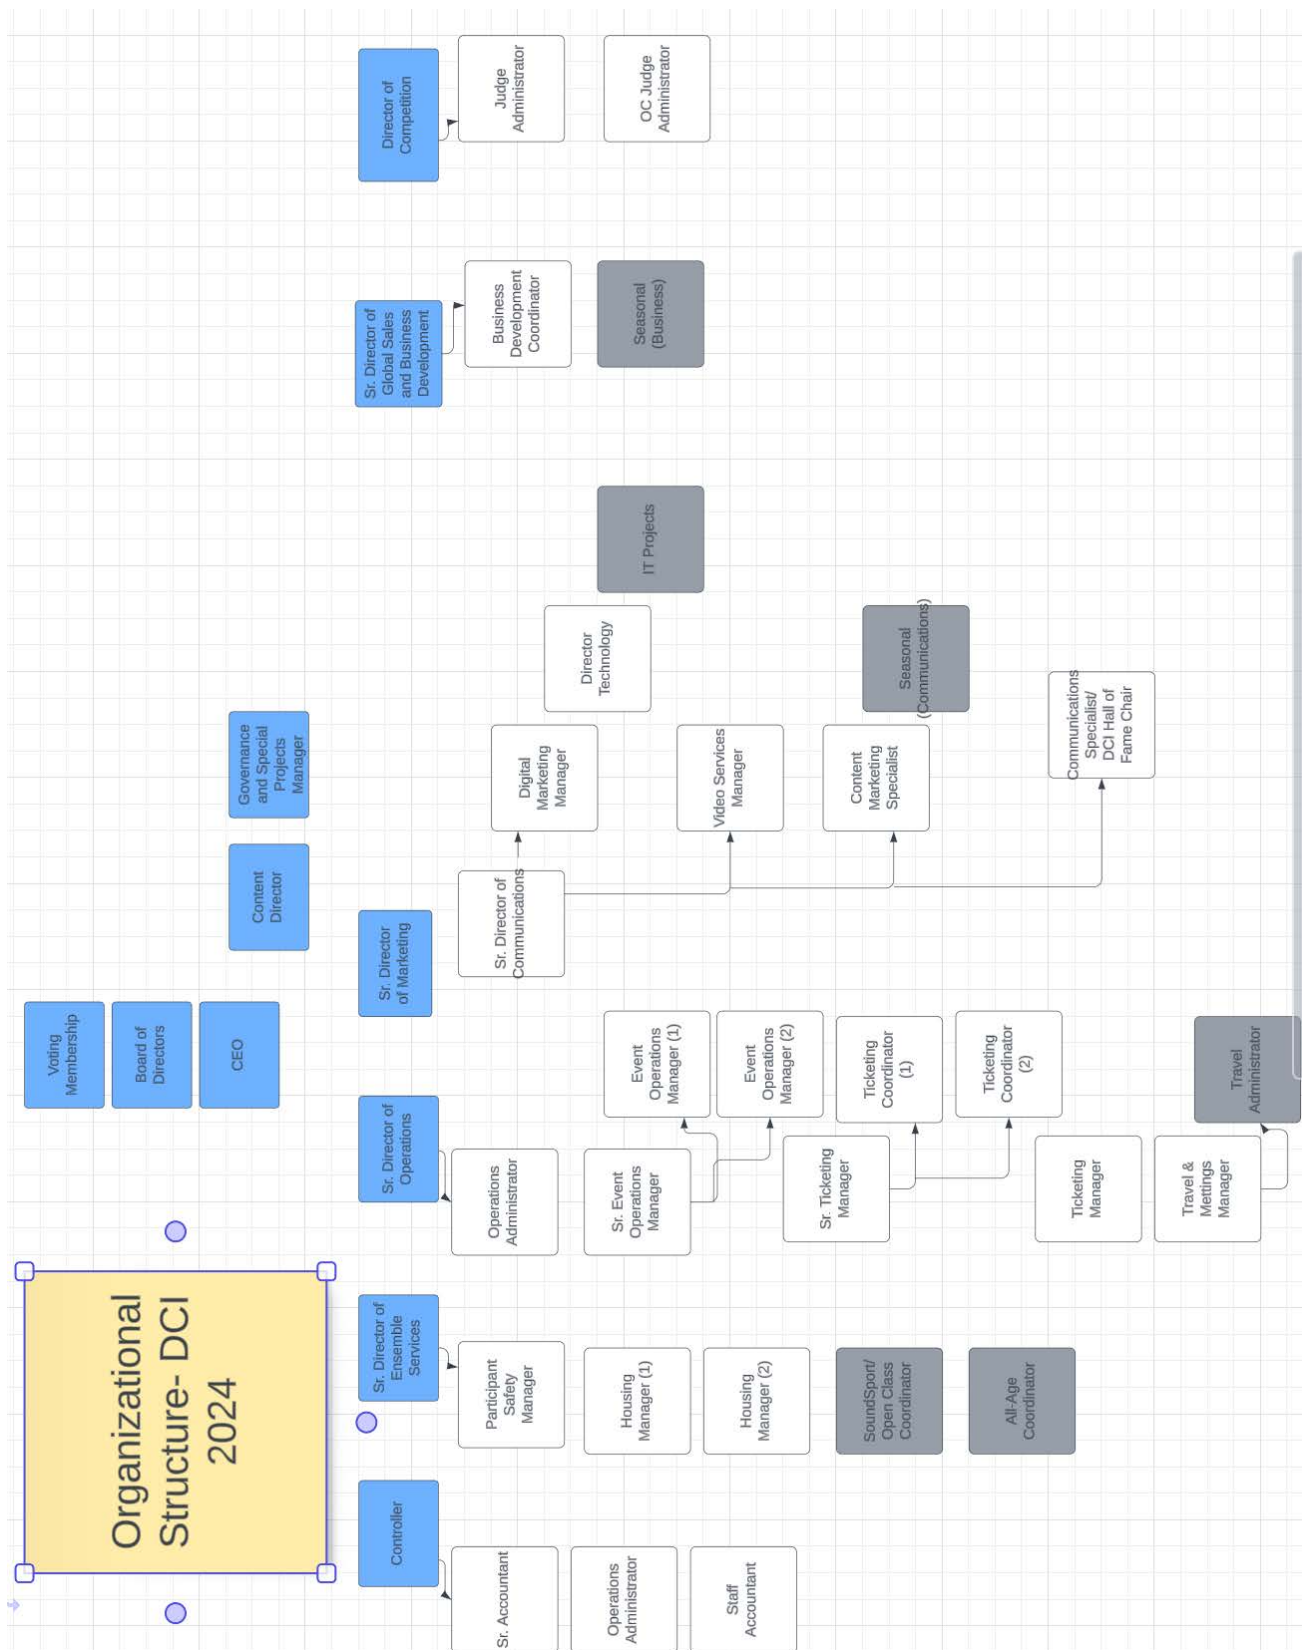 Organizational
Structure- DCI
2024
Voting
Membership
Board of
Directors
CEO
Content
Director
Governance
and Special
Projects
Manager
Controller
Sr. Accountant
Operations
Administrator
Staff
Accountant
Sr. Director of
Ensemble
Services
Participant
Safety
Manager
Housing
Manager (1)
Housing
Manager (2)
SoundSport/
Open Class
Coordinator
All-Age
Coordinator
Sr. Director of
Operations
Operations
Administrator
Sr. Event
Operations
Manager
Event
Operations
Manager (1)
Event
Operations
Manager (2)
Sr. Ticketing
Manager
Ticketing
Coordinator
(1)
Ticketing
Coordinator
(2)
Ticketing
Manager
Travel &
Mettings
Manager
Travel
Administrator
Sr. Director
of Marketing
Sr. Director of
Communications
Digital
Marketing
Manager
Video Services
Manager
Content
Marketing
Specialist
Communications
Specialist/
DCI Hall of
Fame Chair
Director
Technology
Seasonal
(Communications)
IT Projects
Sr. Director of
Global Sales
and Business
Development
Business
Development
Coordinator
Seasonal
(Business)
Director of
Competition
Judge
Administrator
OC Judge
Administrator